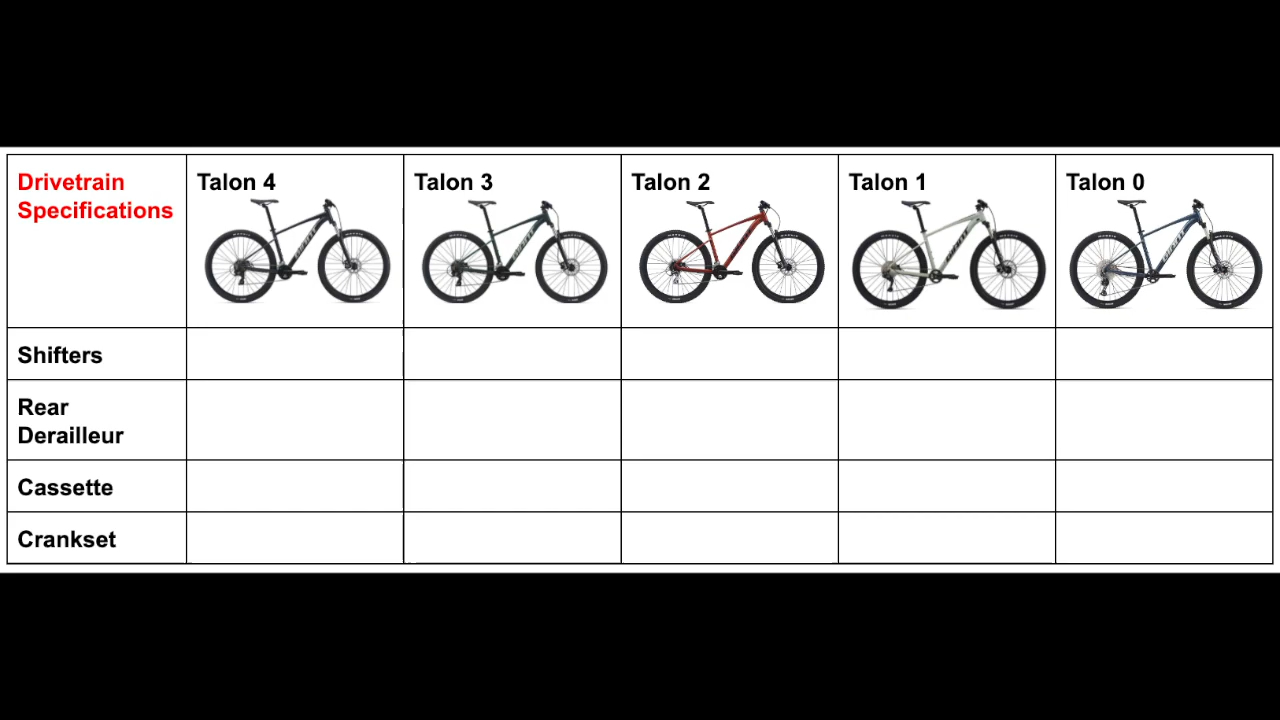 Drivetrain
Specifications
Talon 4
Talon 3
Talon 2
Talon 1
Talon 0
Shifters
Rear
Derailleur
Cassette
Crankset